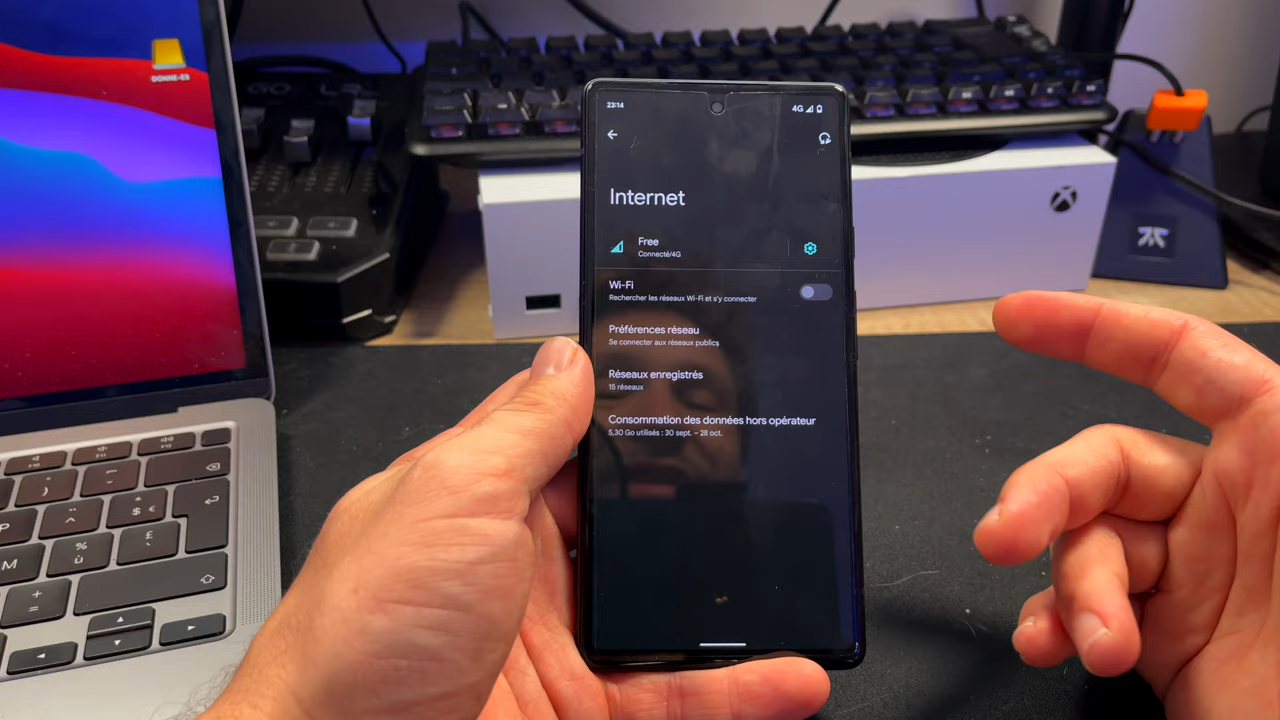 DONNE-ES
23:14
4G
Internet
Free
Connecté/4G
Wi-Fi
Rechercher les réseaux Wi-Fi et s'y connecter
Préférences réseau
Se connecter aux réseaux publics
Réseaux enregistrés
15 réseaux
Consommation des données hors opérateur
5,30 Go utilisés : 30 sept. – 28 oct.
P
M
$ €
£
%
ù
+
=